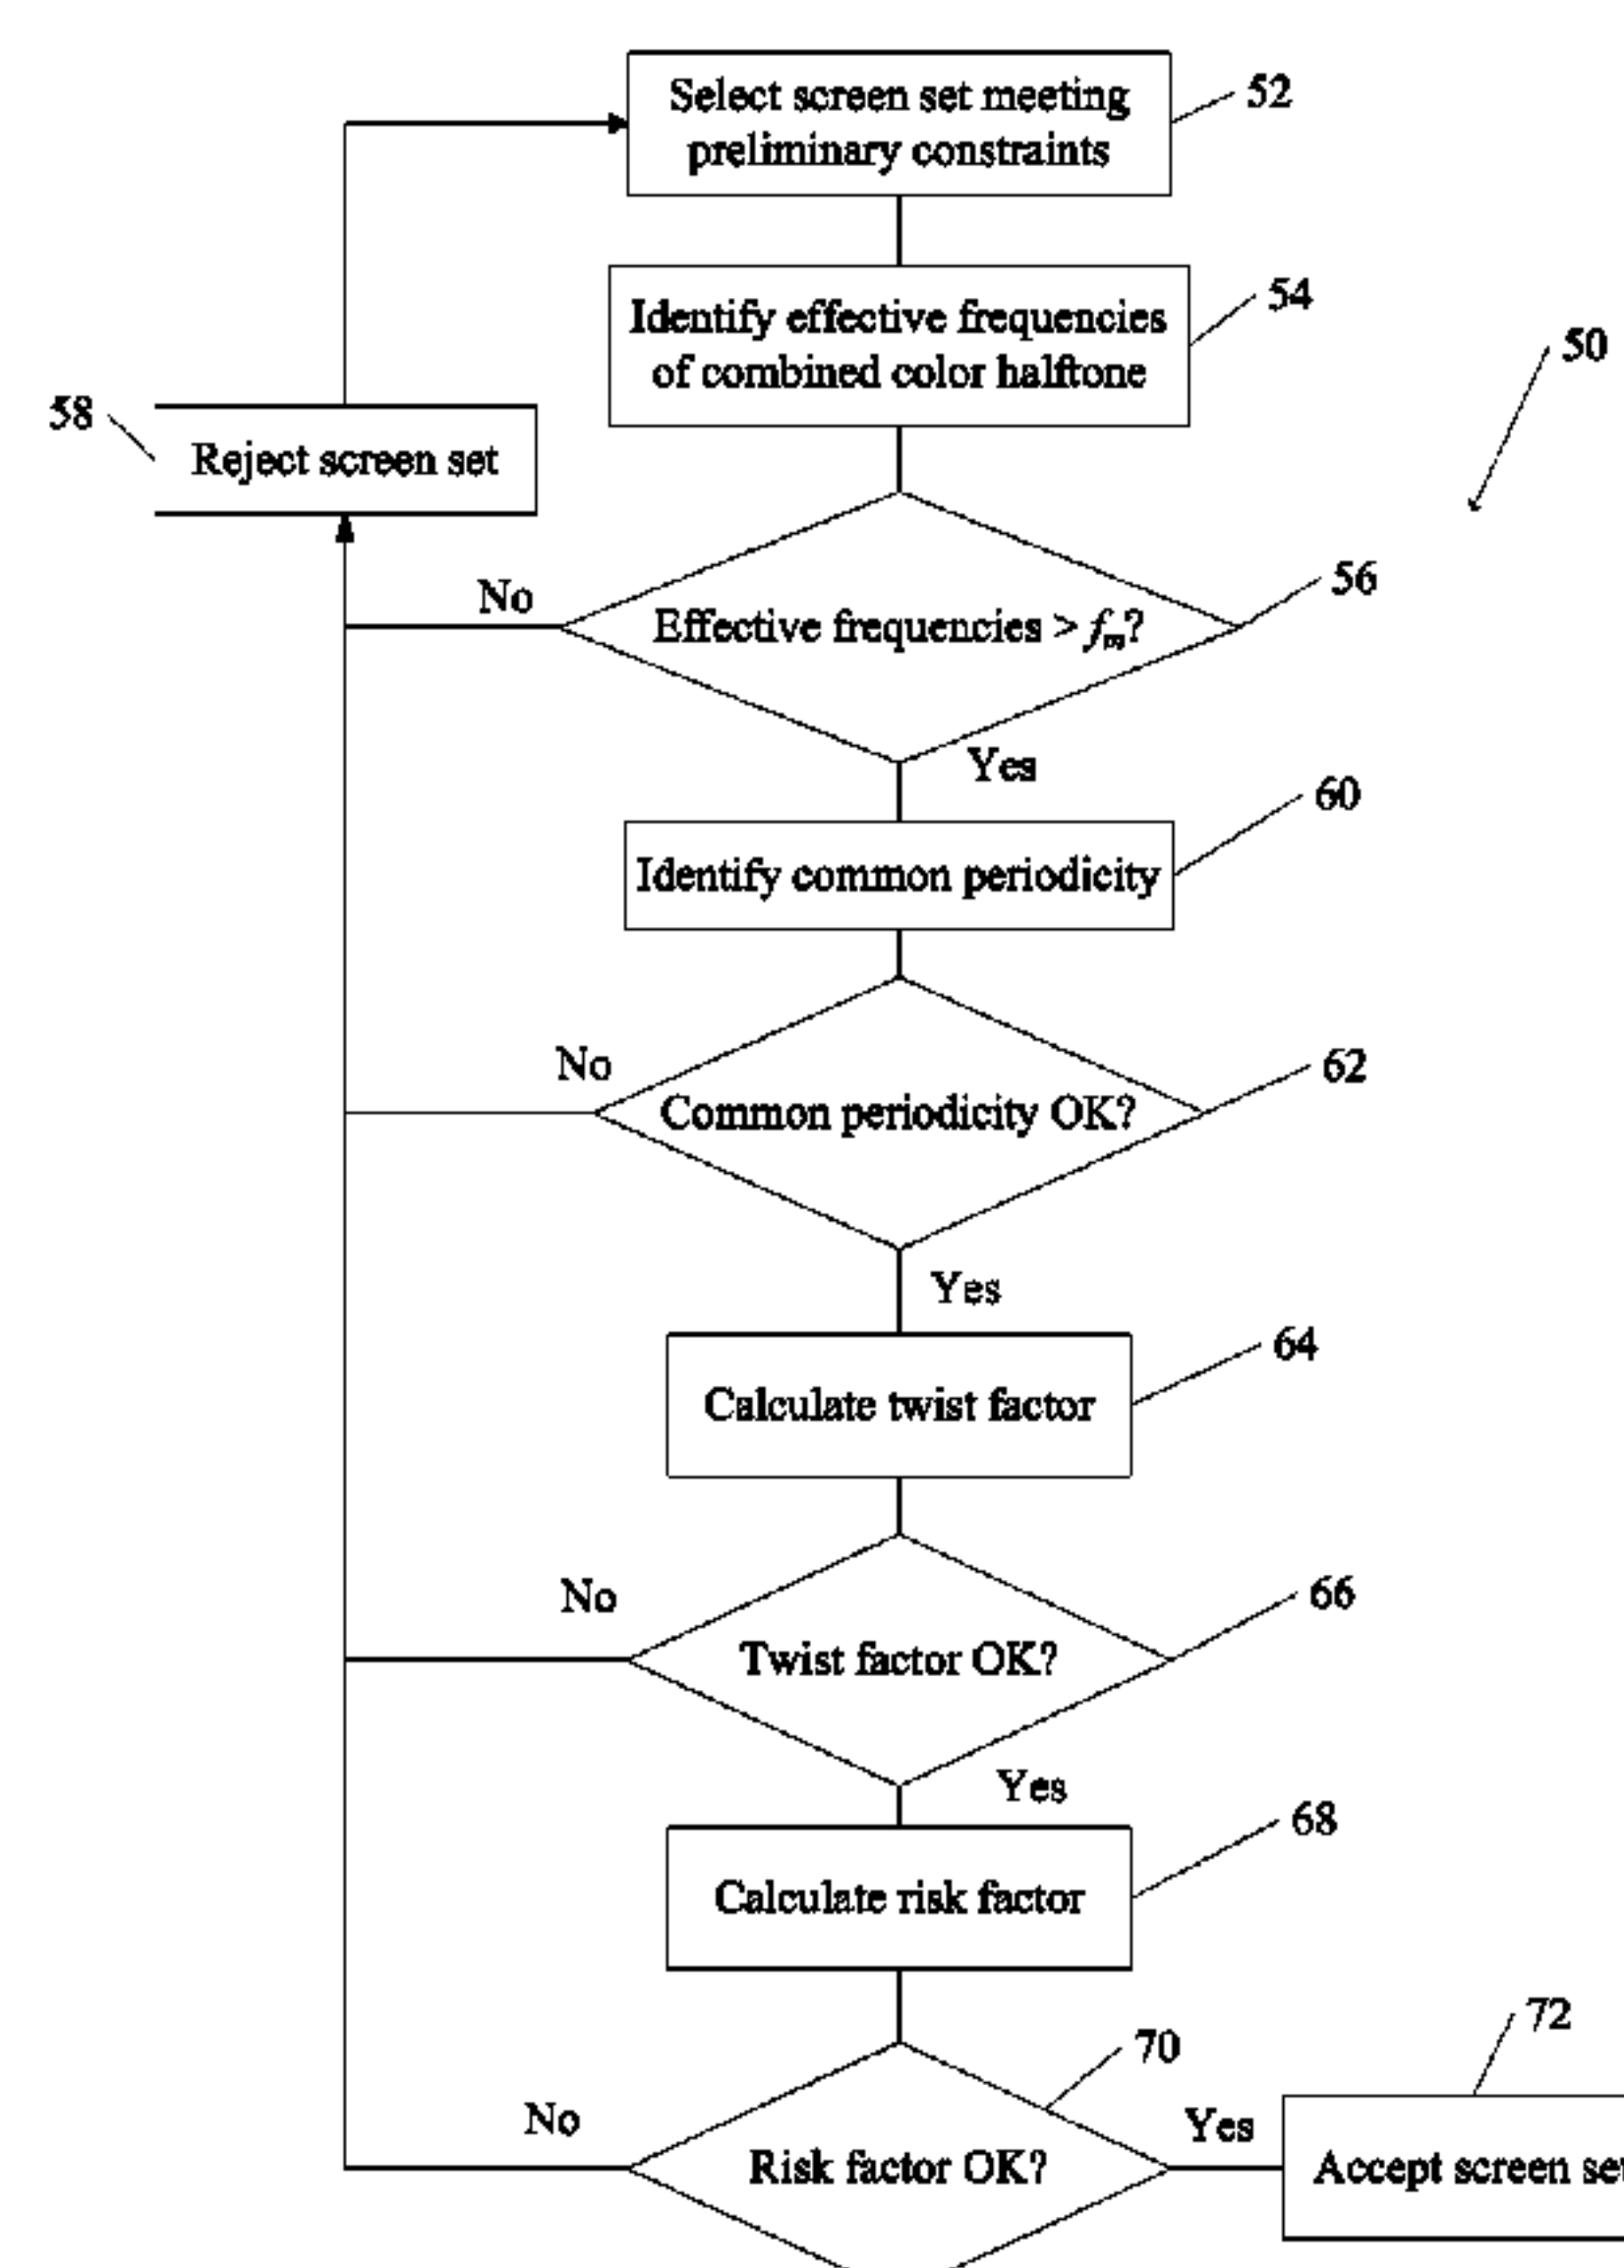 Select screen set meeting
preliminary constraints
52
Identify effective frequencies
of combined color halftone
54
50
58
Reject screen set
No
Effective frequencies > fm?
56
Yes
60
Identify common periodicity
No
Common periodicity OK?
62
Yes
64
Calculate twist factor
No
Twist factor OK?
66
Yes
68
Calculate risk factor
70
72
No
Risk factor OK?
Yes
Accept screen set